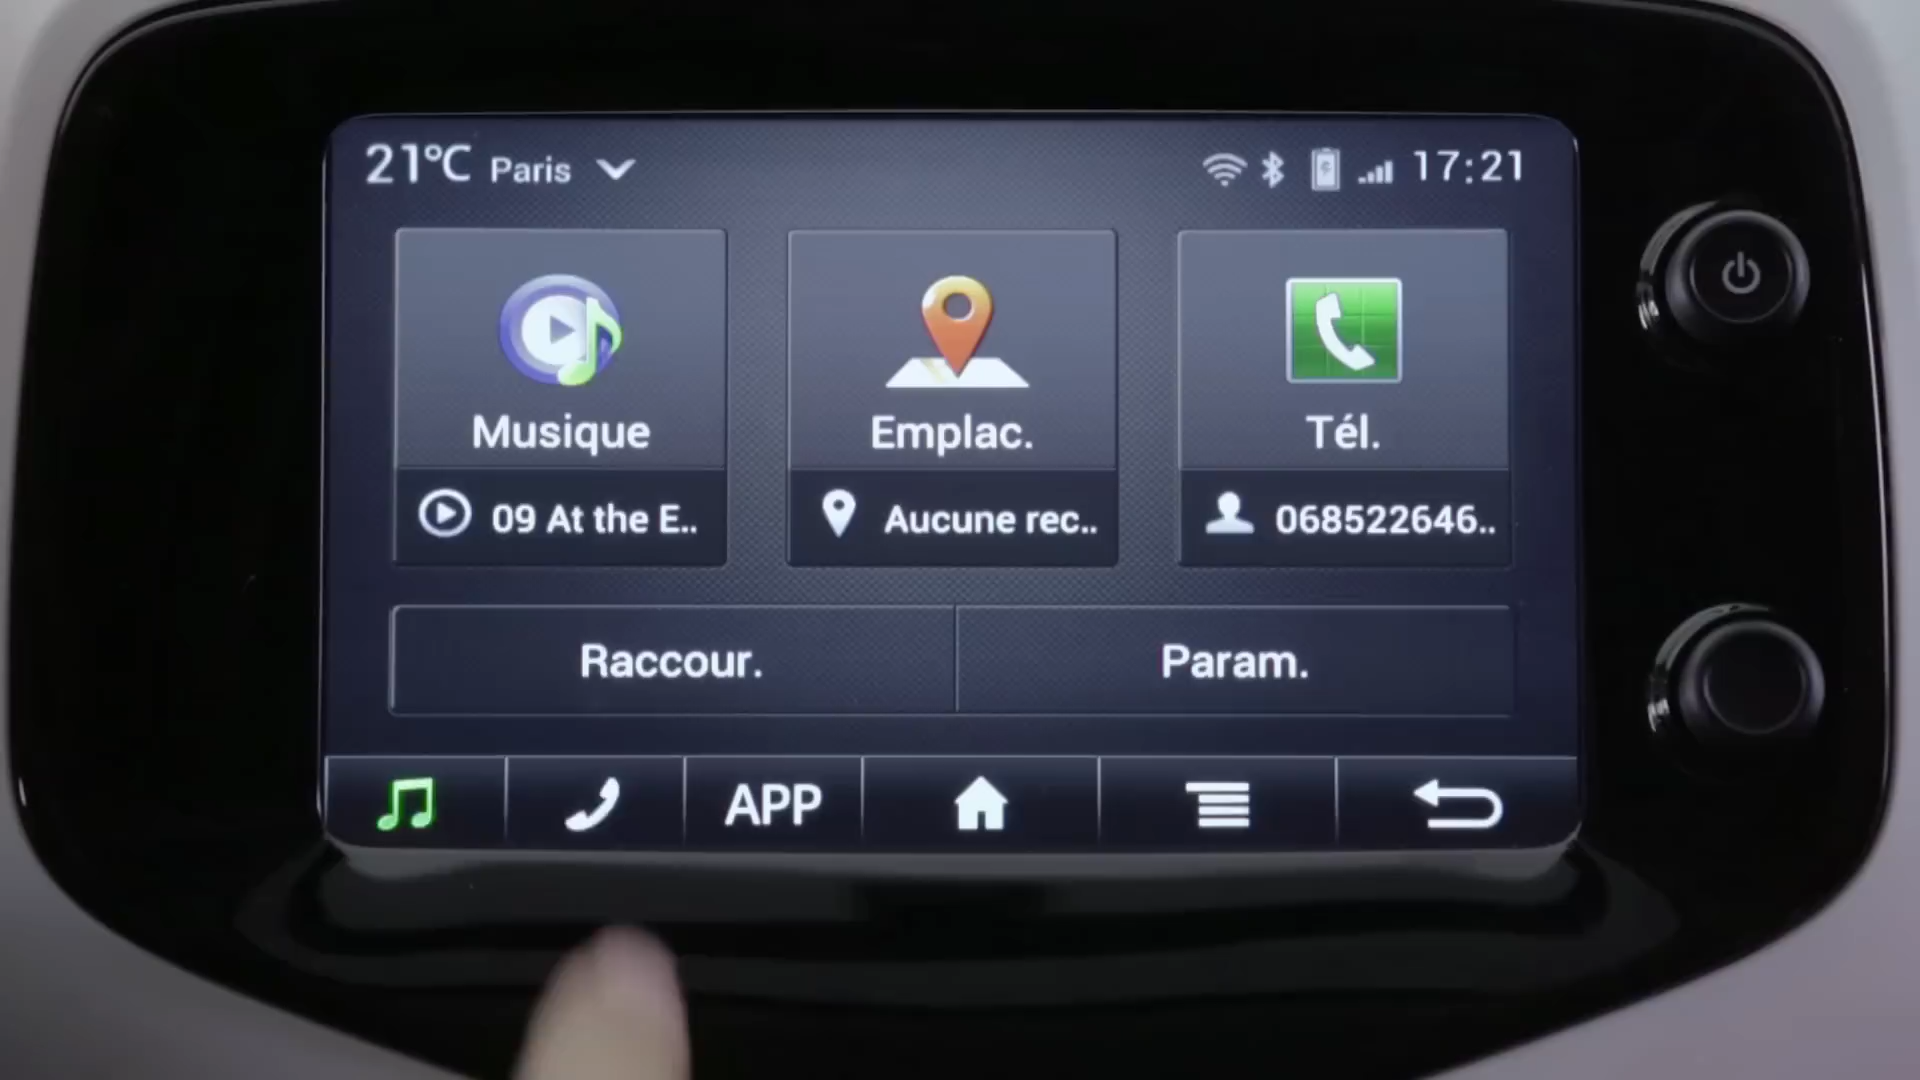 21°C Paris 17:21
Musique Emplac. Tél.
09 At the E.. Aucune rec.. 068522646..
Raccour. Param.
APP